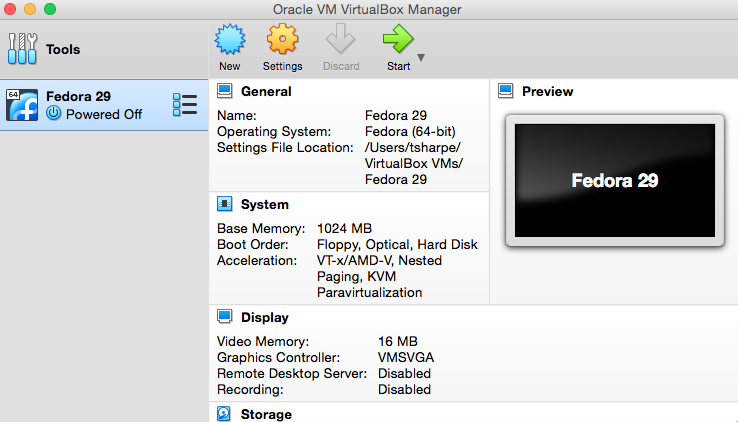 Oracle VM VirtualBox Manager
Tools
New
Settings
Discard
Start
64
Fedora 29
Powered Off
General
Name: Fedora 29
Operating System: Fedora (64-bit)
Settings File Location: /Users/tsharpe/
VirtualBox VMs/
Fedora 29
Preview
Fedora 29
System
Base Memory: 1024 MB
Boot Order: Floppy, Optical, Hard Disk
Acceleration: VT-x/AMD-V, Nested
Paging, KVM
Paravirtualization
Display
Video Memory: 16 MB
Graphics Controller: VMSVGA
Remote Desktop Server: Disabled
Recording: Disabled
Storage